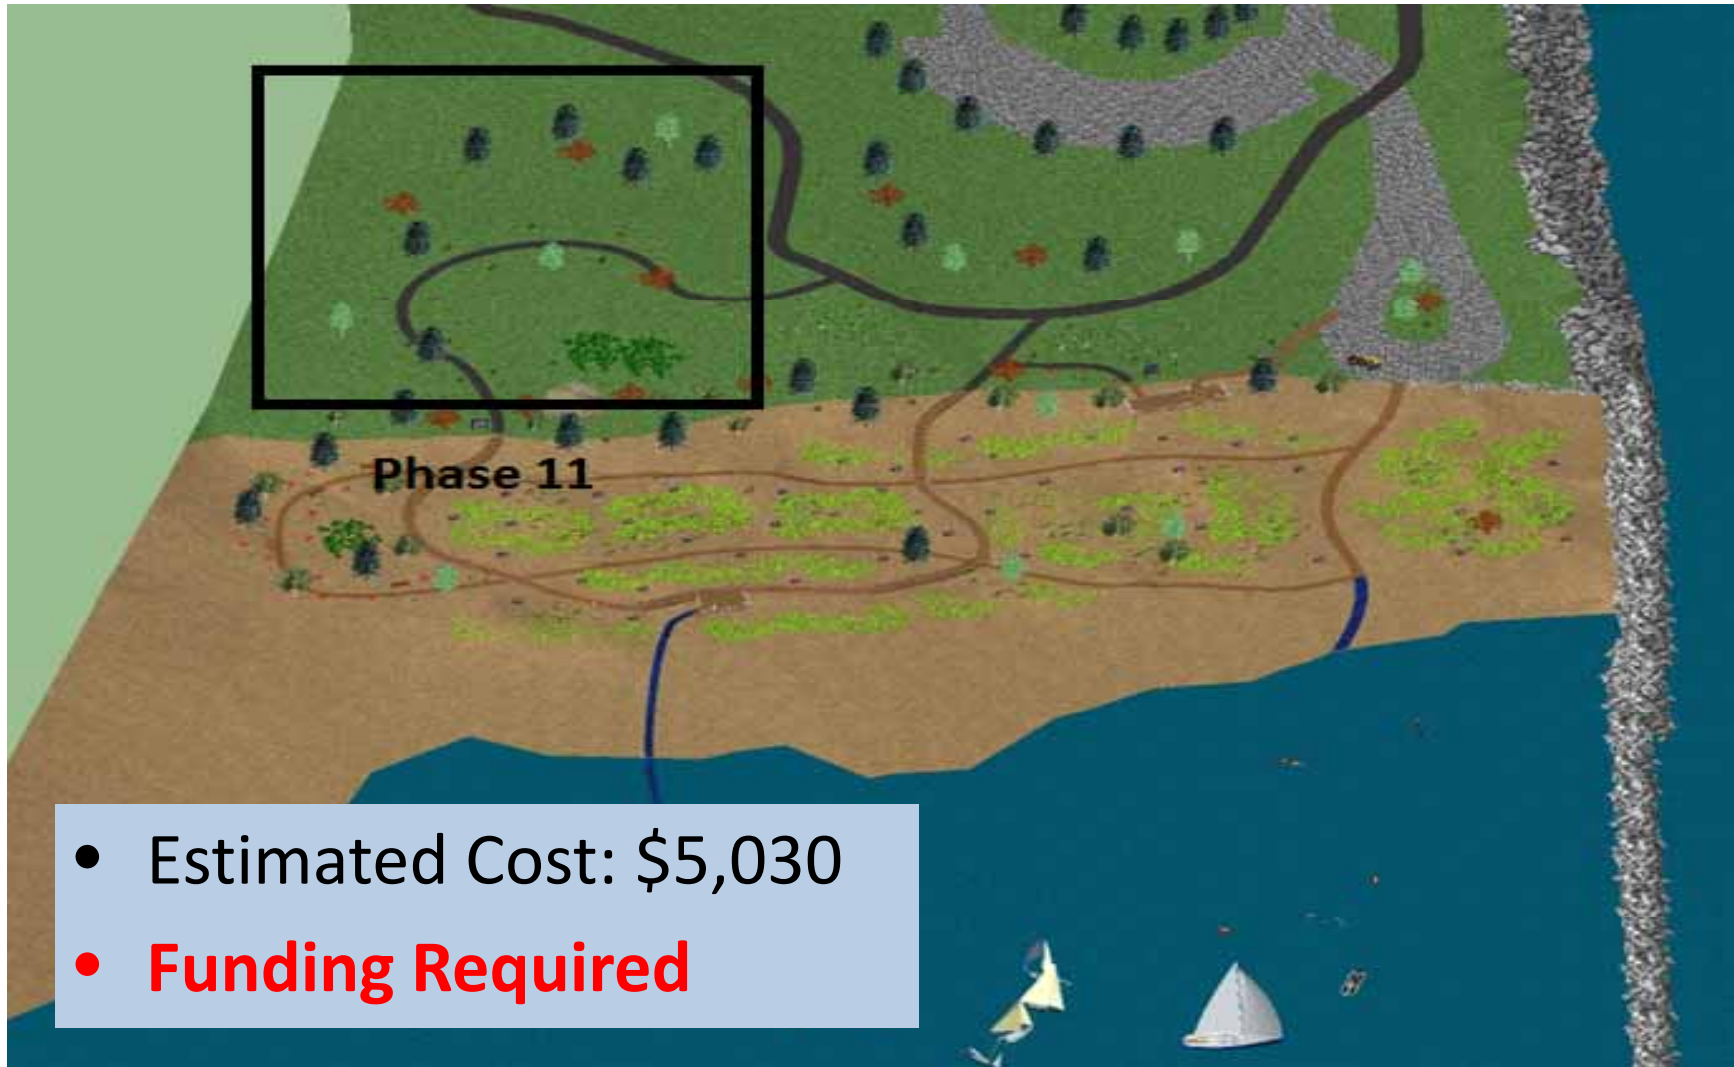 Phase 11
• Estimated Cost: $5,030
• Funding Required